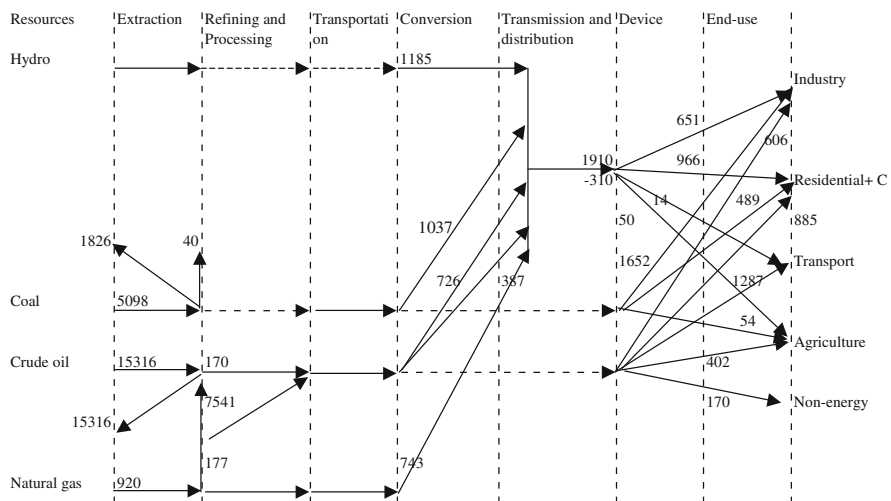 Resources Extraction Refining and Transportati Conversion Transmission and Device End-use
Processing on distribution
Hydro 1185
Industry
651
606
1910 966
-310 Residential+ C
489
14
50 885
1037
1826 40
1652 Transport
726 387 1287
Coal 5098
54
Agriculture
Crude oil 15316 170 402
15316 7541 170 Non-energy
177 743
Natural gas 920